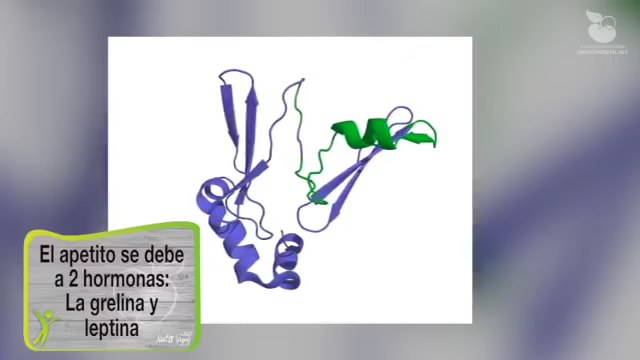 El apetito se debe
a 2 hormonas:
La grelina y
leptina